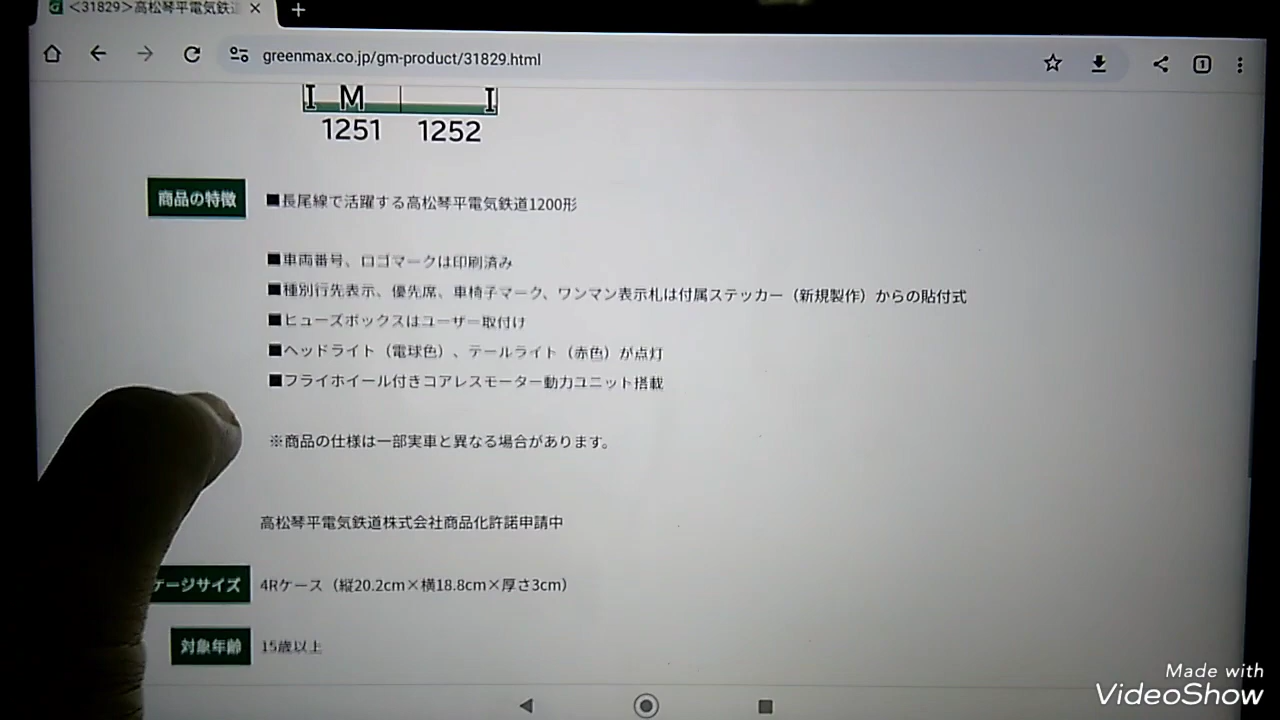 <31829>高松琴平電気鉄道
greenmax.co.jp/gm-product/31829.html
1
I M I
1251 1252
商品の特徴
■長尾線で活躍する高松琴平電気鉄道1200形
■車両番号、ロゴマークは印刷済み
■種別行先表示、優先席、車椅子マーク、ワンマン表示札は付属ステッカー（新規製作）からの貼付式
■ヒューズボックスはユーザー取付け
■ヘッドライト（電球色）、テールライト（赤色）が点灯
■フライホイール付きコアレスモーター動力ユニット搭載
※商品の仕様は一部実車と異なる場合があります。
高松琴平電気鉄道株式会社商品化許諾申請中
ケージサイズ 4Rケース（縦20.2cm×横18.8cm×厚さ3cm）
対象年齢 15歳以上
Made with
VideoShow